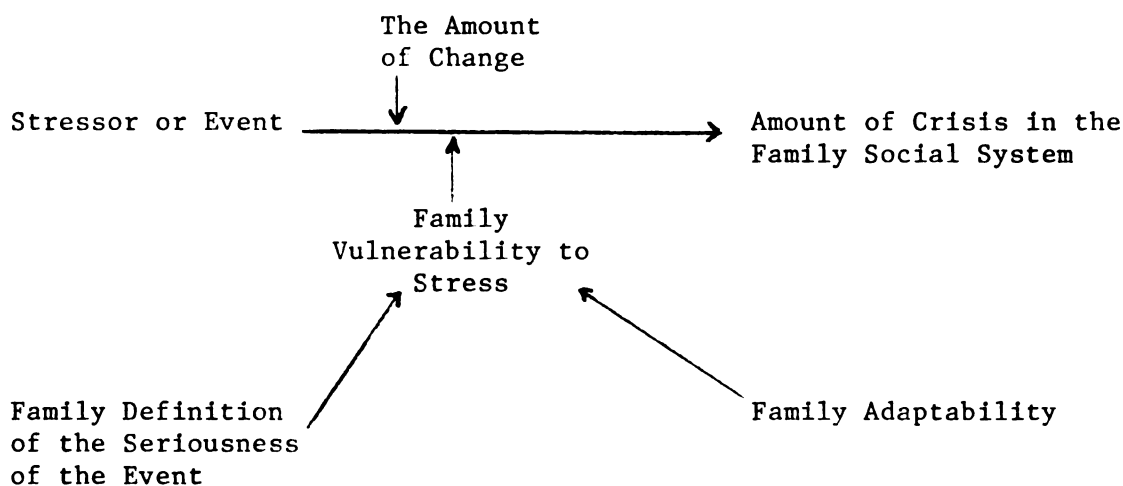 The Amount
of Change
Stressor or Event
Amount of Crisis in the
Family Social System
Family
Vulnerability to
Stress
Family Definition
of the Seriousness
of the Event
Family Adaptability